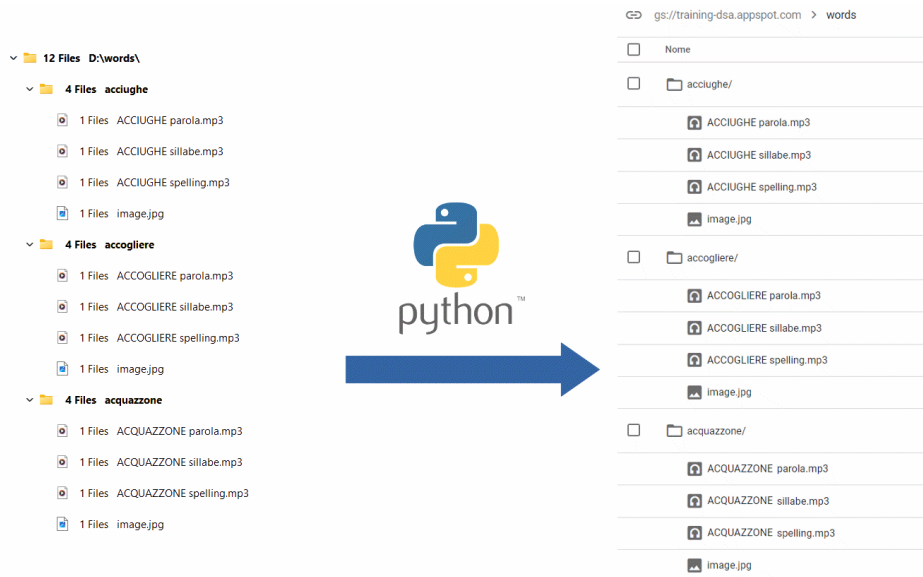 12 Files D:\words\
4 Files acciughe
1 Files ACCIUGHE parola.mp3
1 Files ACCIUGHE sillabe.mp3
1 Files ACCIUGHE spelling.mp3
1 Files image.jpg
4 Files accogliere
1 Files ACCOGLIERE parola.mp3
1 Files ACCOGLIERE sillabe.mp3
1 Files ACCOGLIERE spelling.mp3
1 Files image.jpg
4 Files acquazzone
1 Files ACQUAZZONE parola.mp3
1 Files ACQUAZZONE sillabe.mp3
1 Files ACQUAZZONE spelling.mp3
1 Files image.jpg
python™
gs://training-dsa.appspot.com > words
Nome
acciughe/
ACCIUGHE parola.mp3
ACCIUGHE sillabe.mp3
ACCIUGHE spelling.mp3
image.jpg
accogliere/
ACCOGLIERE parola.mp3
ACCOGLIERE sillabe.mp3
ACCOGLIERE spelling.mp3
image.jpg
acquazzone/
ACQUAZZONE parola.mp3
ACQUAZZONE sillabe.mp3
ACQUAZZONE spelling.mp3
image.jpg